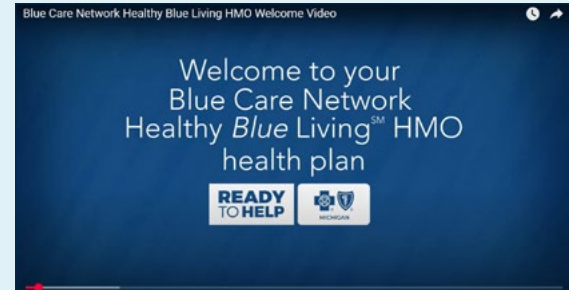 Blue Care Network Healthy Blue Living HMO Welcome Video
Welcome to your
Blue Care Network
Healthy Blue Living℠ HMO
health plan
READY
TO HELP
MICHIGAN